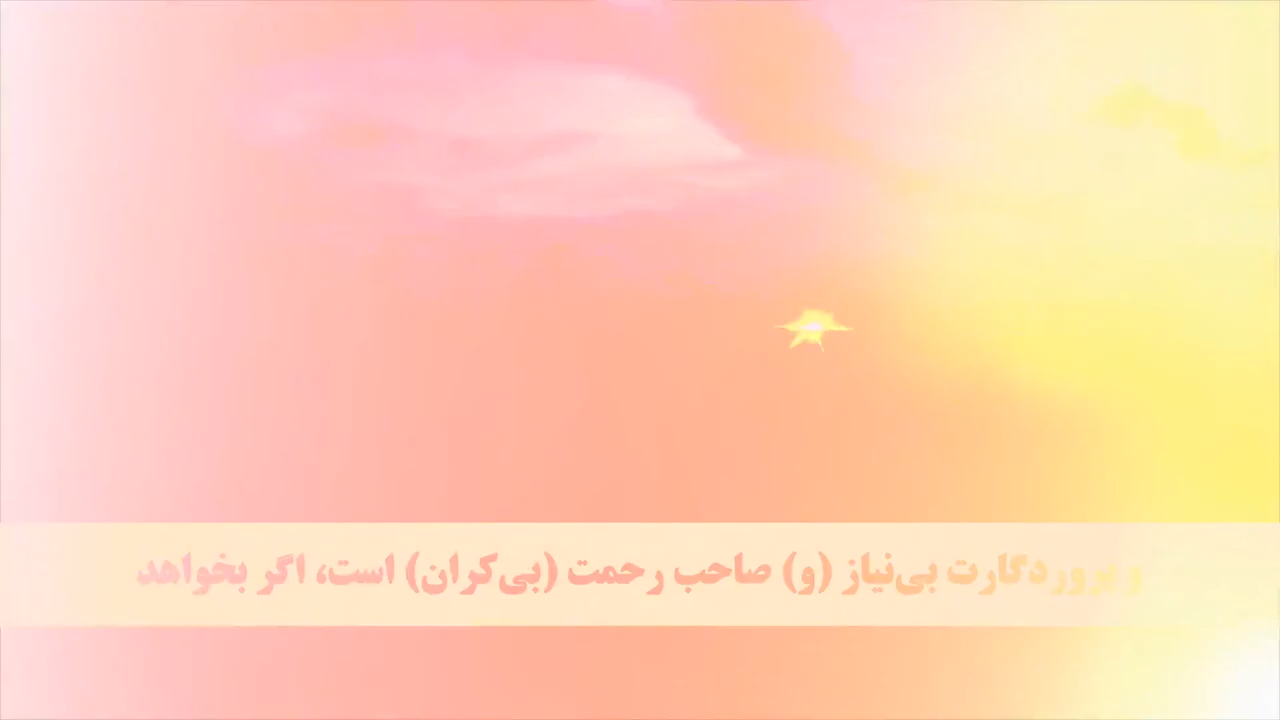 و پروردگارت بی‌نیاز (و) صاحب رحمت (بی‌کران) است، اگر بخواهد